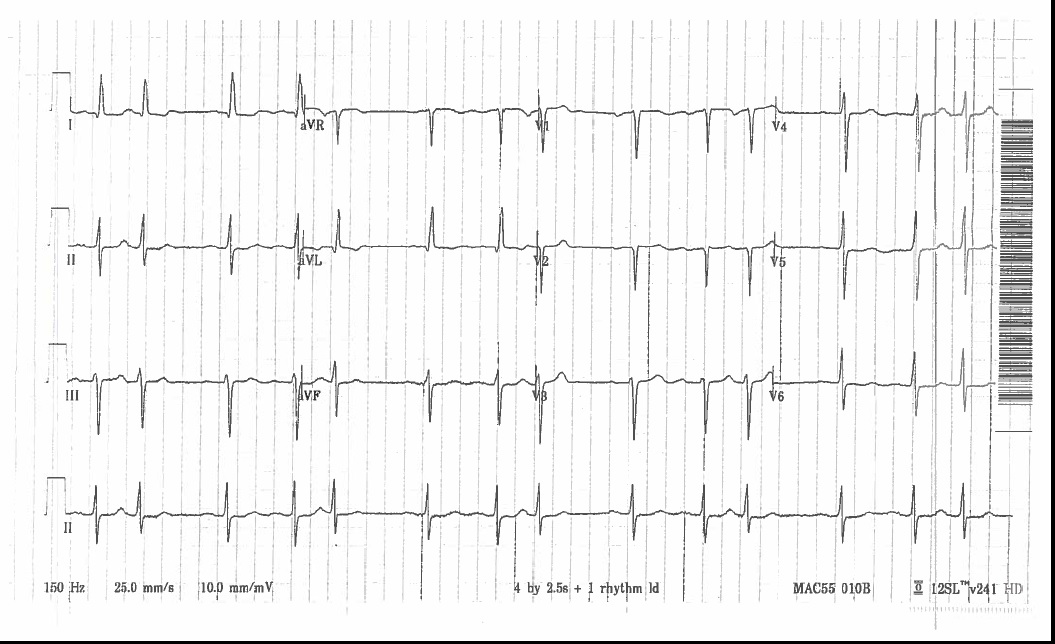 I aVR V1 V4
II aVL V2 V5
III aVF V3 V6
II
150 Hz 25.0 mm/s 10.0 mm/mV 4 by 2.5s + 1 rhythm ld MAC55 010B 12SL™ v241 HD